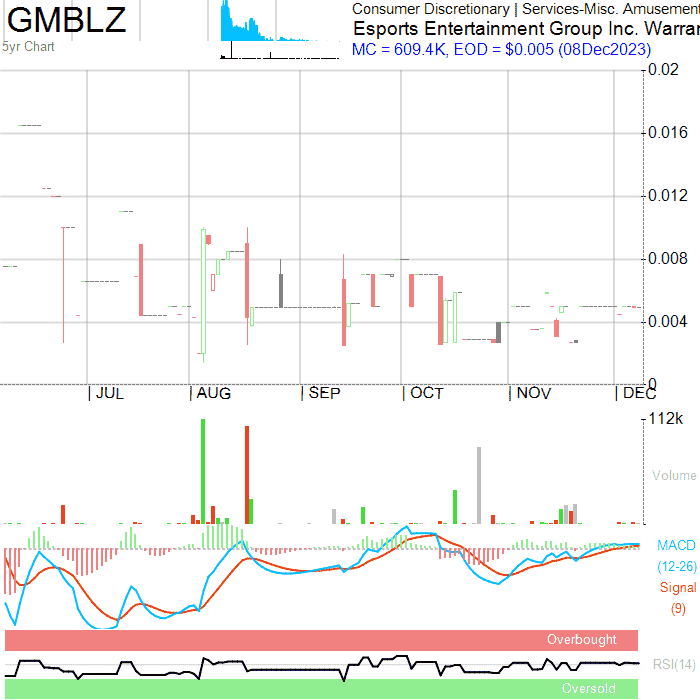 GMBLZ
5yr Chart
Consumer Discretionary | Services-Misc. Amusement
Esports Entertainment Group Inc. Warrar
MC = 609.4K, EOD = $0.005 (08Dec2023)
0.02
0.016
0.012
0.008
0.004
0
JUL
AUG
SEP
OCT
NOV
DEC
112k
Volume
MACD
(12-26)
Signal
(9)
Overbought
RSI(14)
Oversold